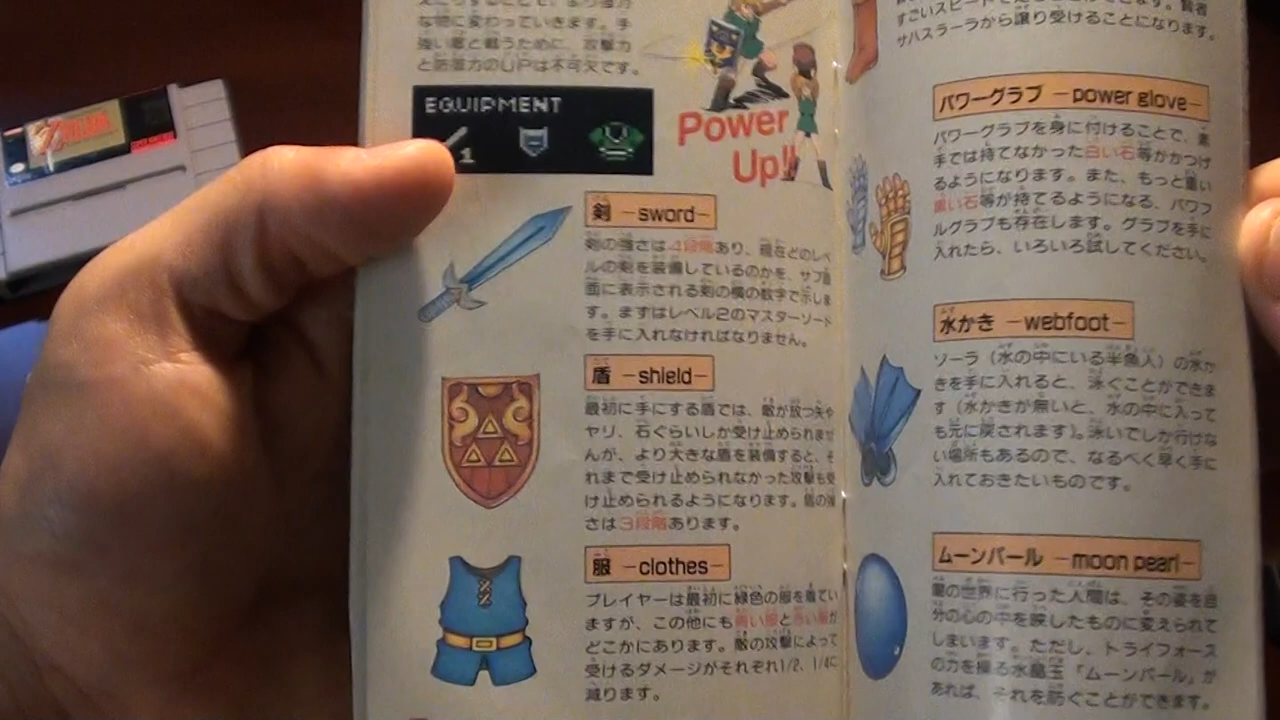 ZELDA
な物に変わっていきます。手
強い敵と戦うために、攻撃力
と防御力のUPは不可欠です。
EQUIPMENT
1
Power
Up!!
剣 -sword-
剣の強さは4段階あり、現在どのレベ
ルの剣を装備しているのかを、サブ画
面に表示される剣の横の数字で示しま
す。まずはレベル2のマスターソード
を手に入れなければなりません。
盾 -shield-
最初に手にする盾では、敵が放つ矢や
ヤリ、石ぐらいしか受け止められませ
んが、より大きな盾を装備すると、そ
れまで受け止められなかった攻撃も受
け止められるようになります。盾の強
さは3段階あります。
服 -clothes-
プレイヤーは最初に緑色の服を着てい
ますが、この他にも青い服と赤い服が
どこかにあります。敵の攻撃によって
受けるダメージがそれぞれ1/2、1/4に
減ります。
すごいスピードで
賢者
サハスラーラから譲り受けることになります。
パワーグラブ -power glove-
パワーグラブを身に付けることで、素
手では持てなかった白い石等がかつげ
るようになります。また、もっと重い
黒い石等が持てるようになる、パワフ
ルグラブも存在します。グラブを手に
入れたら、いろいろ試してください。
水かき -webfoot-
ゾーラ（水の中にいる半魚人）の水か
きを手に入れると、泳ぐことができま
す（水かきが無いと、水の中に入って
も元に戻されます）。泳いでしか行けな
い場所もあるので、なるべく早く手に
入れておきたいものです。
ムーンパール -moon pearl-
闇の世界に行った人間は、その姿を自
分の心の中を映したものに変えられて
しまいます。ただし、トライフォース
の力を操る水晶玉「ムーンパール」が
あれば、それを防ぐことができます。